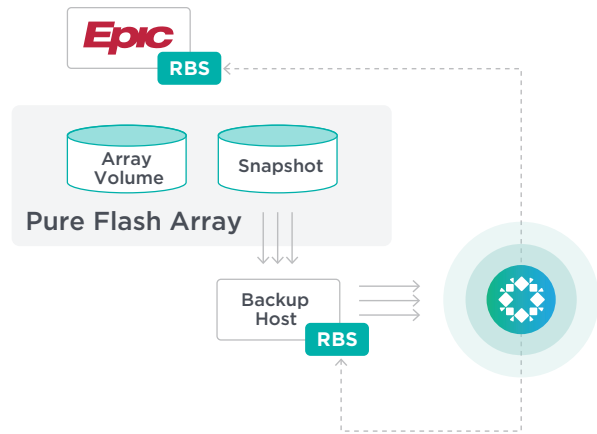 Epic
RBS
Array
Volume
Snapshot
Pure Flash Array
Backup
Host
RBS